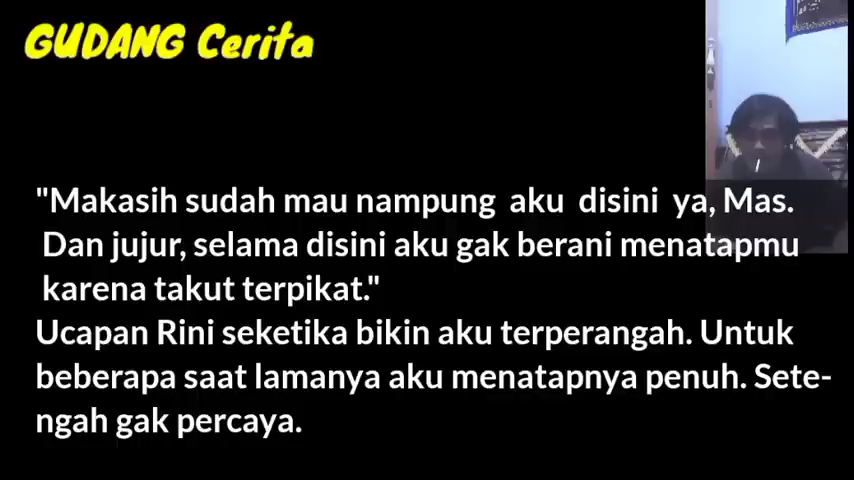 GUDANG Cerita
"Makasih sudah mau nampung aku disini ya, Mas.
Dan jujur, selama disini aku gak berani menatapmu
karena takut terpikat."
Ucapan Rini seketika bikin aku terperangah. Untuk
beberapa saat lamanya aku menatapnya penuh. Sete-
ngah gak percaya.